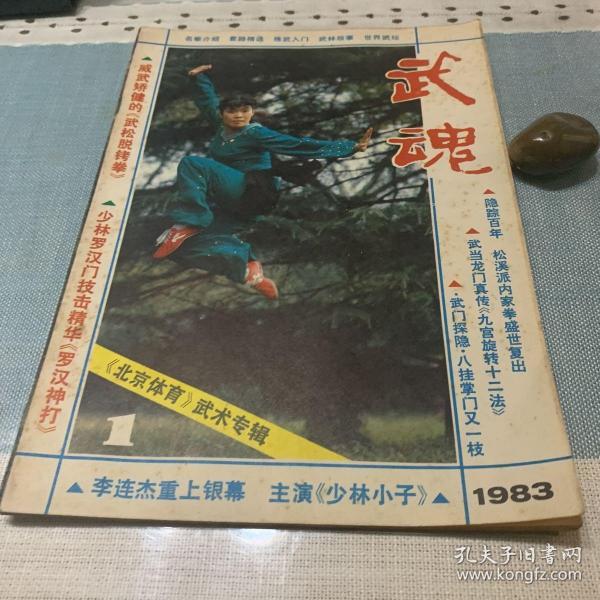 名拳介绍 套路精选 练武入门 武林故事 世界武坛
武魂
▲威武矫健的《武松脱铐拳》
▲少林罗汉门技击精华《罗汉神打》
▲隐踪百年 松溪派内家拳盛世复出
▲武当龙门真传《九宫旋转十二法》
▲·武门探隐·八挂掌门又一枝
《北京体育》武术专辑
1
▲李连杰重上银幕 主演《少林小子》▲
1983
孔夫子旧书网
www.kongfz.com